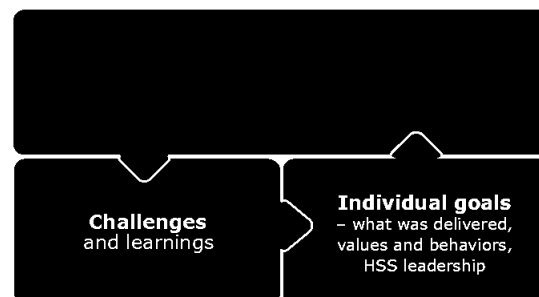 Challenges
and learnings
Individual goals
– what was delivered,
values and behaviors,
HSS leadership